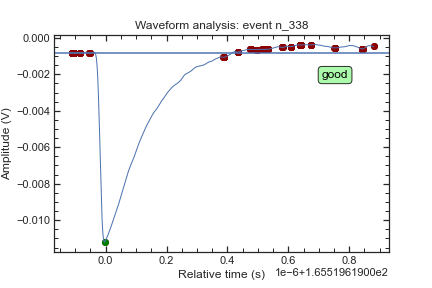 Waveform analysis: event n_338
0.000
−0.002
−0.004
−0.006
−0.008
−0.010
Amplitude (V)
good
0.0
0.2
0.4
0.6
0.8
Relative time (s)
1e−6+1.6551961900e2